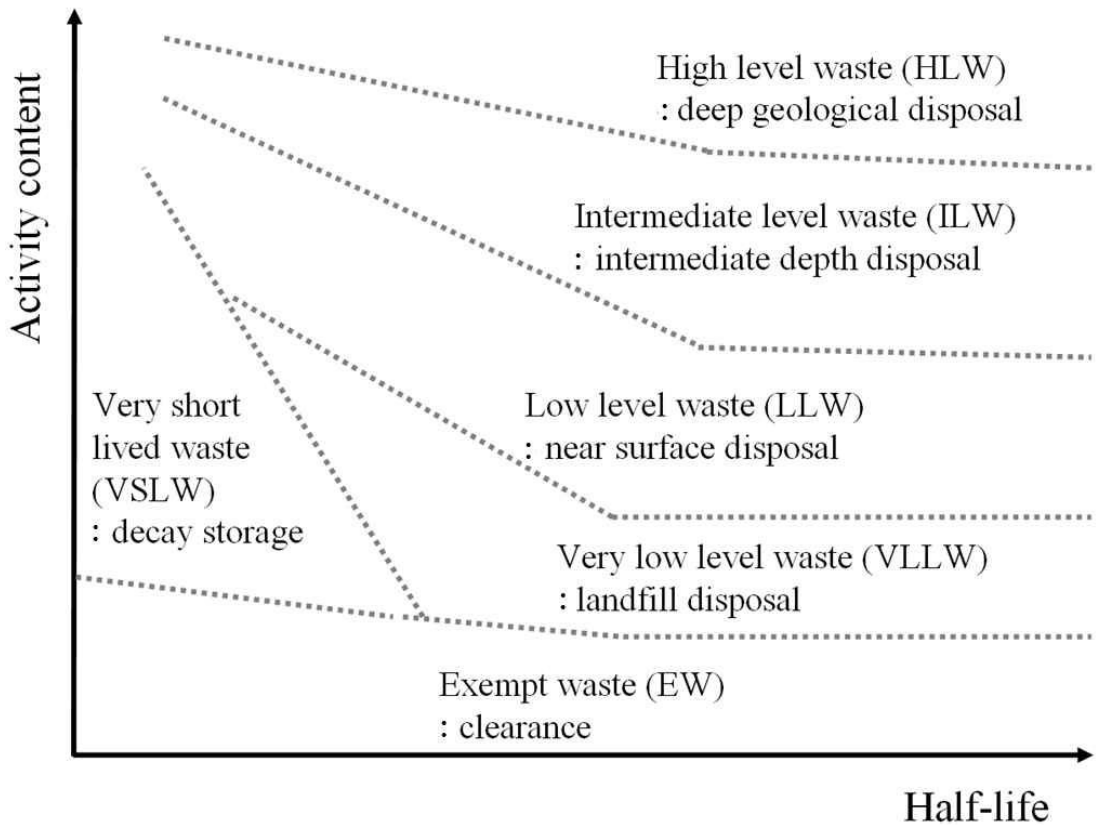 Activity content
High level waste (HLW)
: deep geological disposal
Intermediate level waste (ILW)
: intermediate depth disposal
Very short
lived waste
(VSLW)
: decay storage
Low level waste (LLW)
: near surface disposal
Very low level waste (VLLW)
: landfill disposal
Exempt waste (EW)
: clearance
Half-life